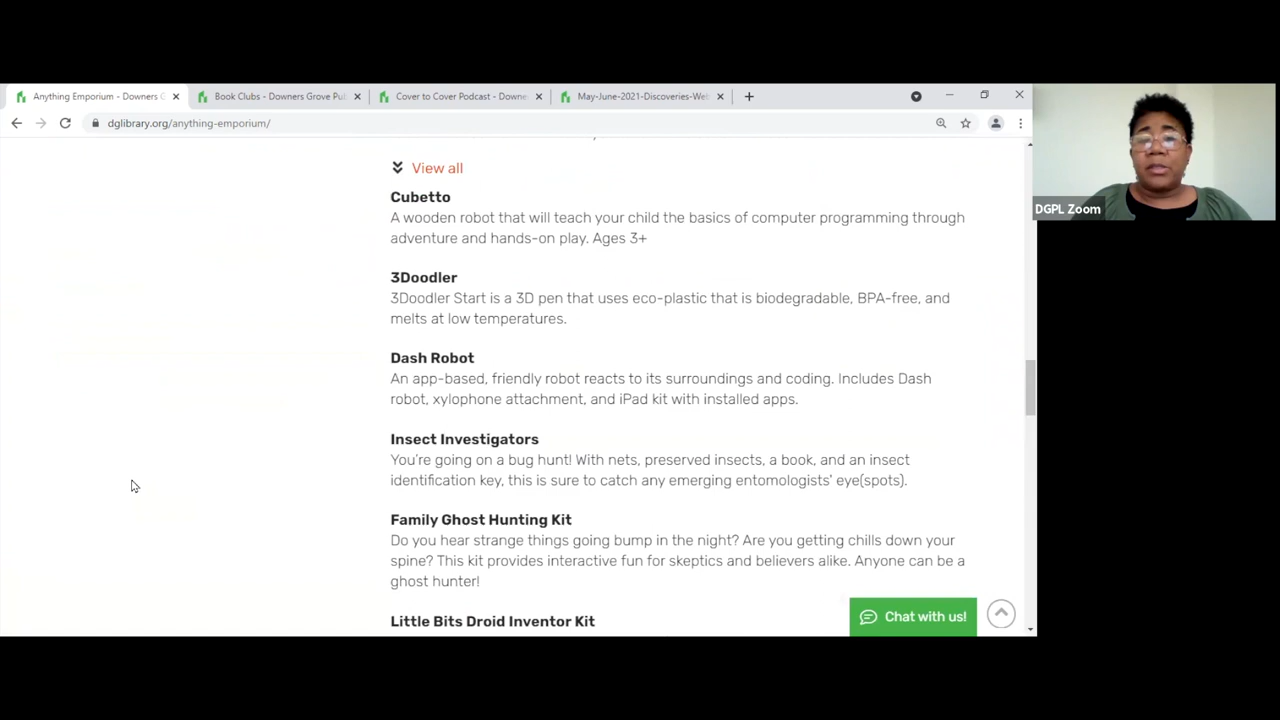 Anything Emporium - Downers G
Book Clubs - Downers Grove Pu
Cover to Cover Podcast - Downe
May-June-2021-Discoveries-Web
dglibrary.org/anything-emporium/
DGPL Zoom
View all
Cubetto
A wooden robot that will teach your child the basics of computer programming through
adventure and hands-on play. Ages 3+
3Doodler
3Doodler Start is a 3D pen that uses eco-plastic that is biodegradable, BPA-free, and
melts at low temperatures.
Dash Robot
An app-based, friendly robot reacts to its surroundings and coding. Includes Dash
robot, xylophone attachment, and iPad kit with installed apps.
Insect Investigators
You're going on a bug hunt! With nets, preserved insects, a book, and an insect
identification key, this is sure to catch any emerging entomologists' eye(spots).
Family Ghost Hunting Kit
Do you hear strange things going bump in the night? Are you getting chills down your
spine? This kit provides interactive fun for skeptics and believers alike. Anyone can be a
ghost hunter!
Little Bits Droid Inventor Kit
Chat with us!